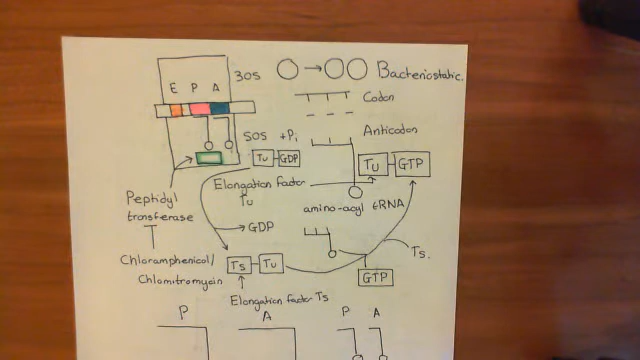 30S
Bacteriostatic.
E P A
Codon
Anticodon
50S +Pi
Tu GDP
Tu GTP
Elongation factor
Tu
Peptidyl
transferase
amino-acyl tRNA
GDP
Chloramphenicol/
Chlomitromycin
Ts Tu
Ts.
GTP
Elongation factor Ts
P A P A